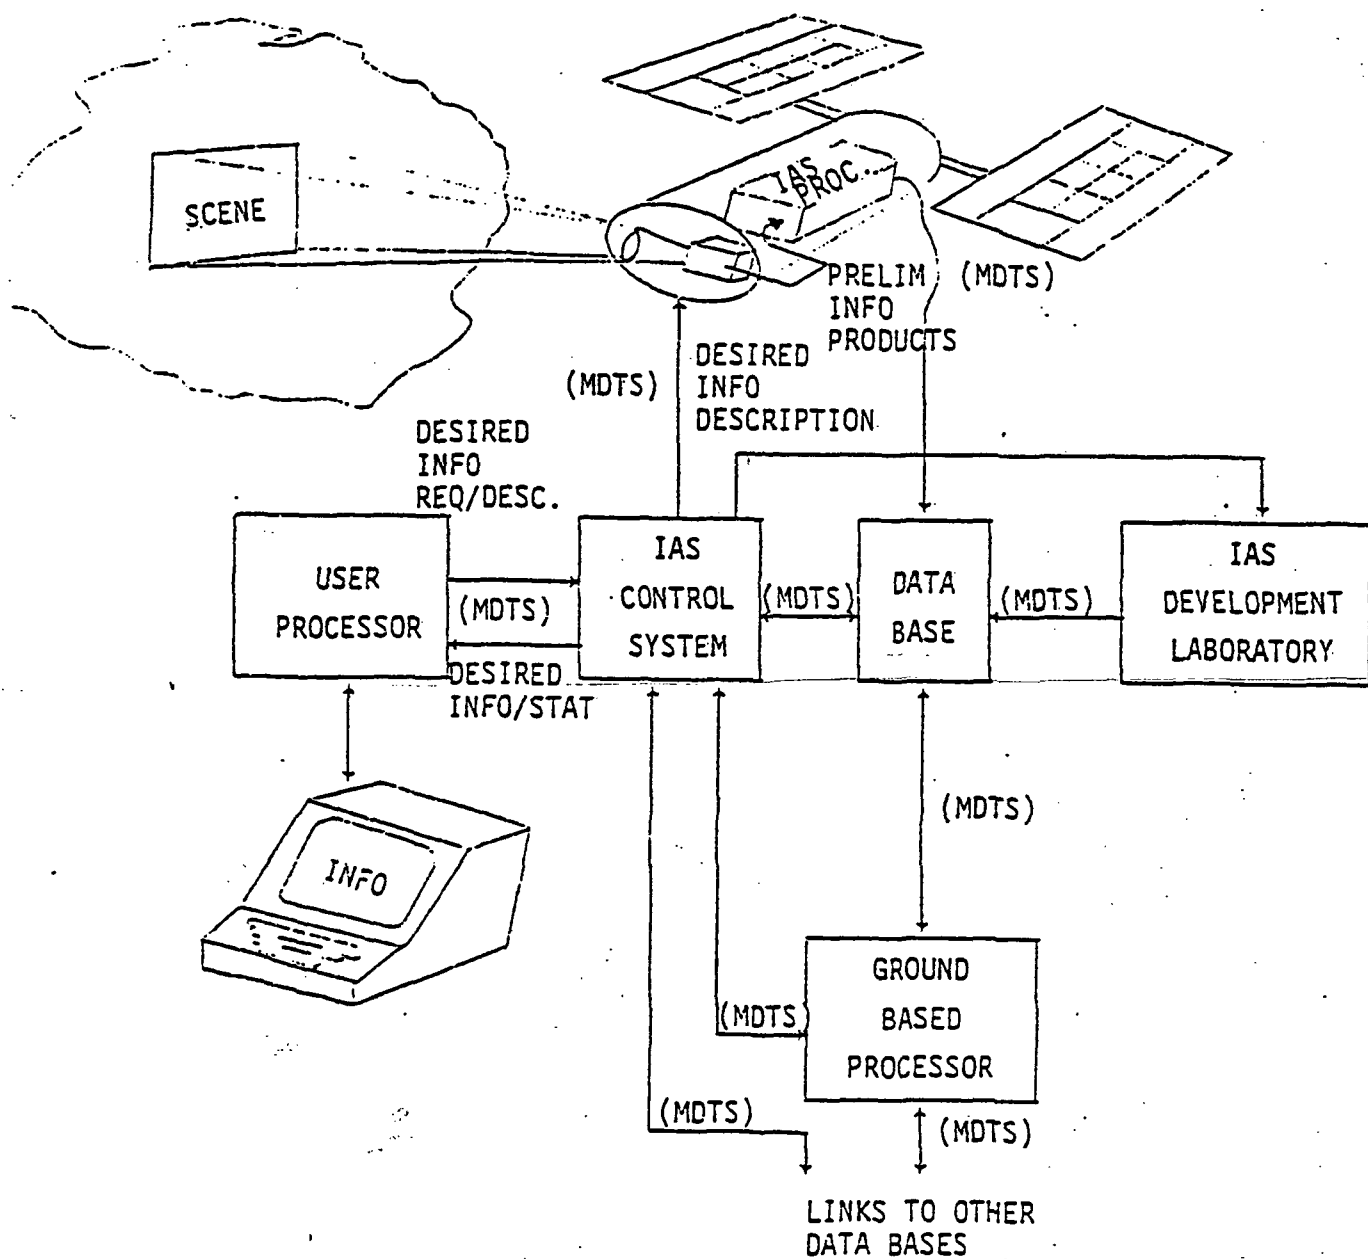 SCENE
IAS
PROC.
PRELIM (MDTS)
INFO
PRODUCTS
(MDTS)
DESIRED
INFO
DESCRIPTION
DESIRED
INFO
REQ/DESC.
USER
PROCESSOR
(MDTS)
DESIRED
INFO/STAT
IAS
CONTROL
SYSTEM
(MDTS)
DATA
BASE
(MDTS)
IAS
DEVELOPMENT
LABORATORY
INFO
(MDTS)
GROUND
BASED
PROCESSOR
(MDTS)
(MDTS)
(MDTS)
LINKS TO OTHER
DATA BASES